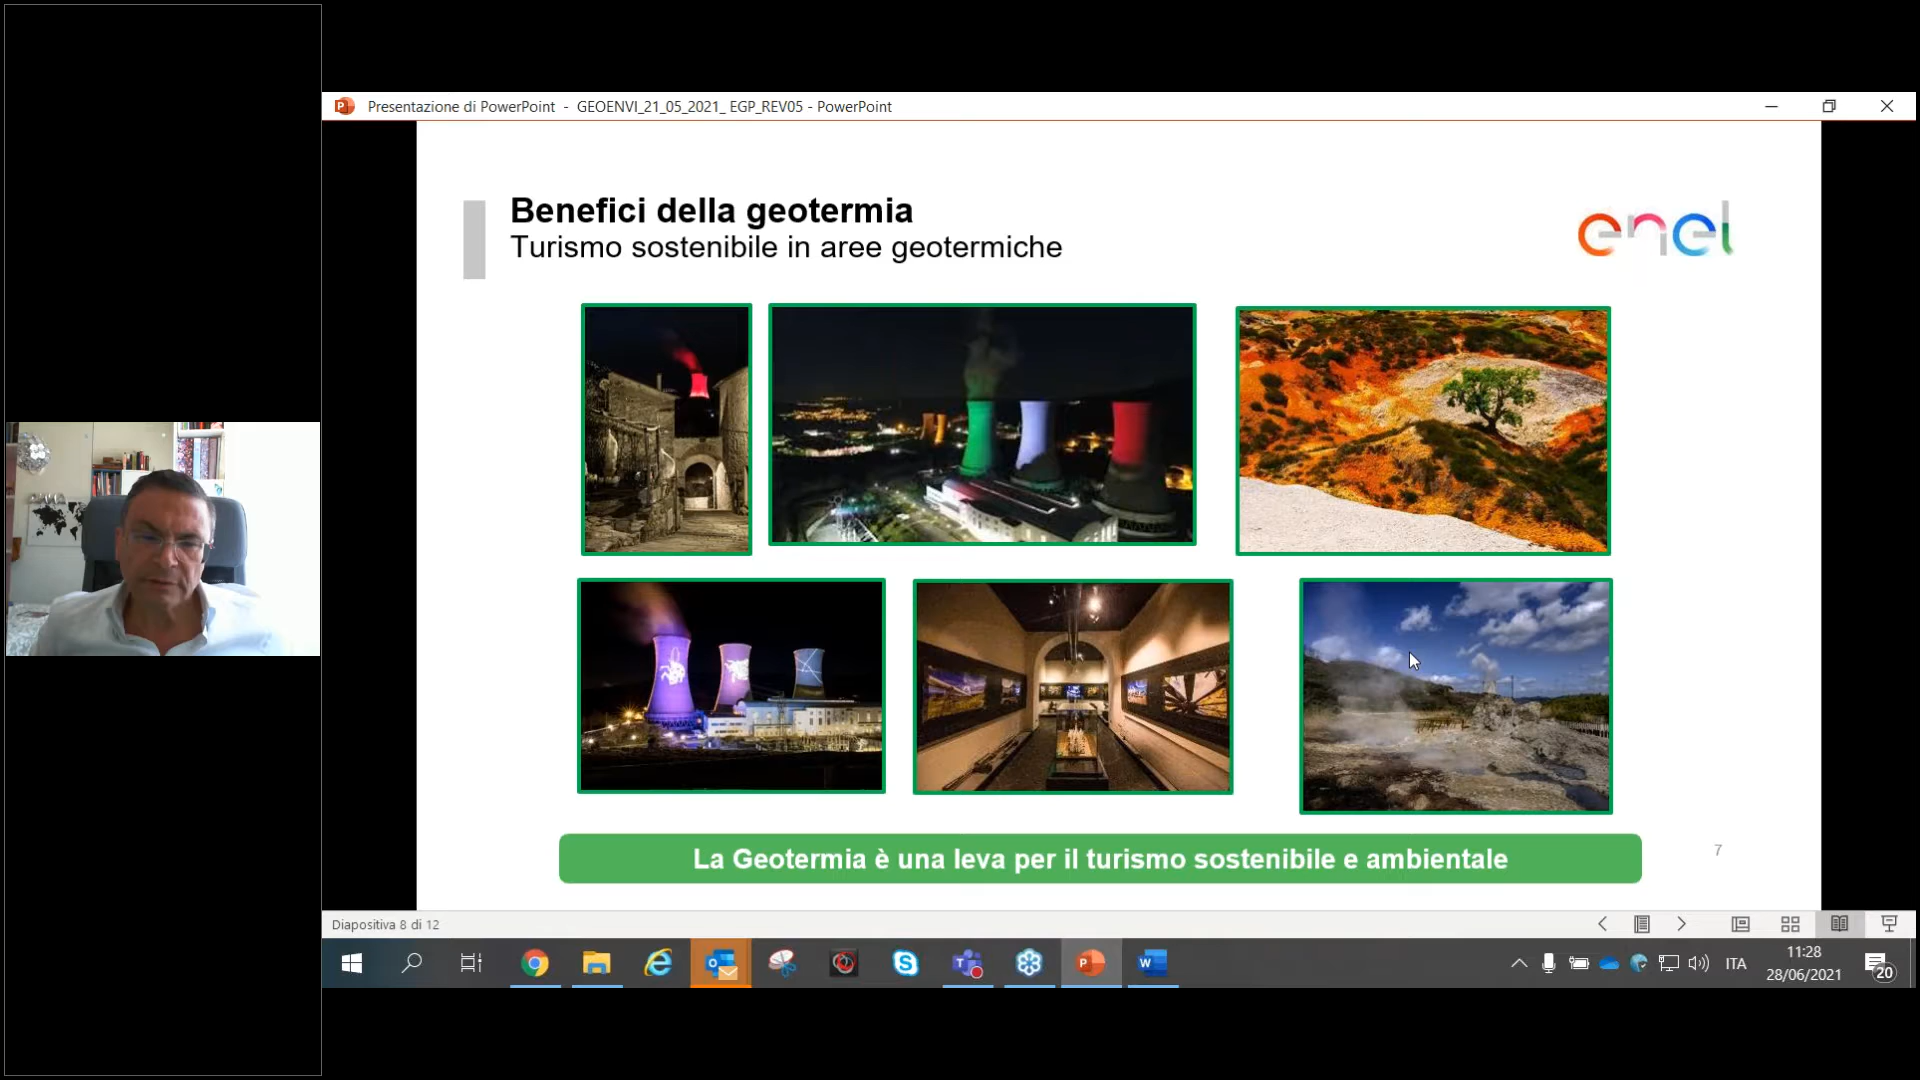 Presentazione di PowerPoint - GEOENVI_21_05_2021_ EGP_REV05 - PowerPoint
Benefici della geotermia
Turismo sostenibile in aree geotermiche
enel
La Geotermia è una leva per il turismo sostenibile e ambientale
7
Diapositiva 8 di 12
ITA
11:28
28/06/2021
20